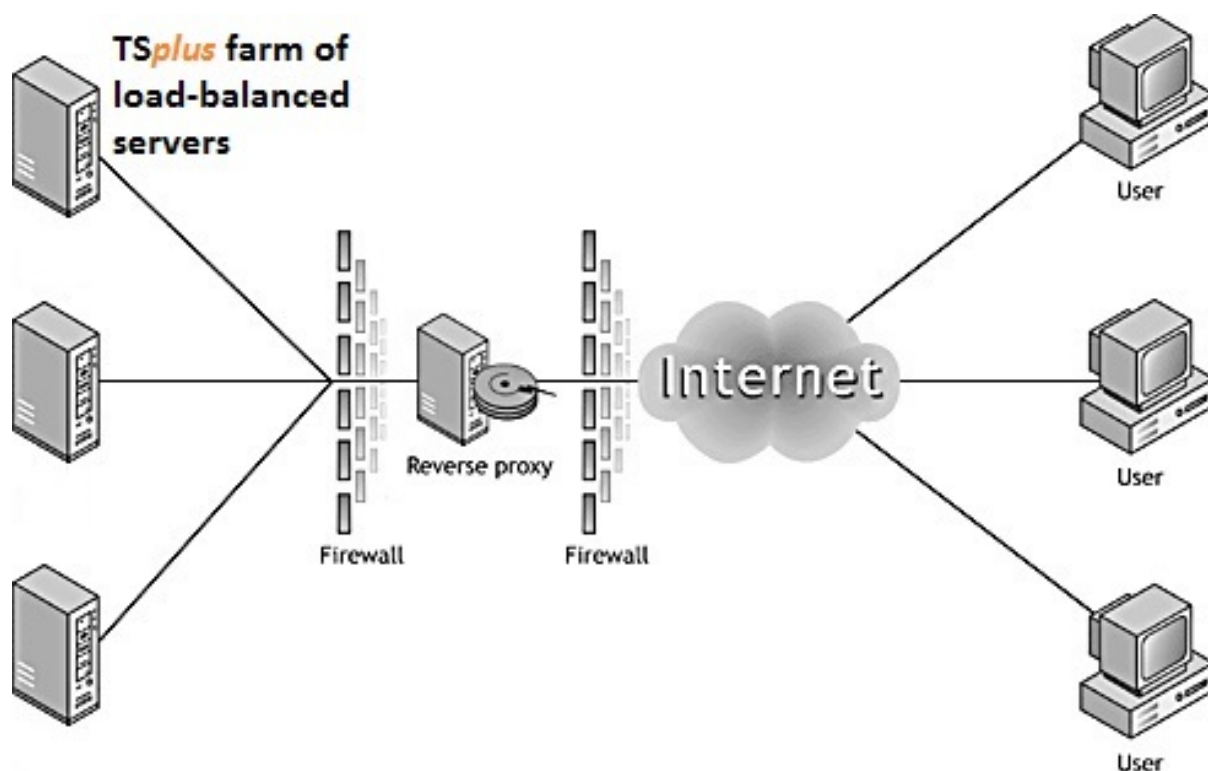 TSplus farm of
load-balanced
servers
User
Internet
User
Reverse proxy
Firewall
Firewall
User